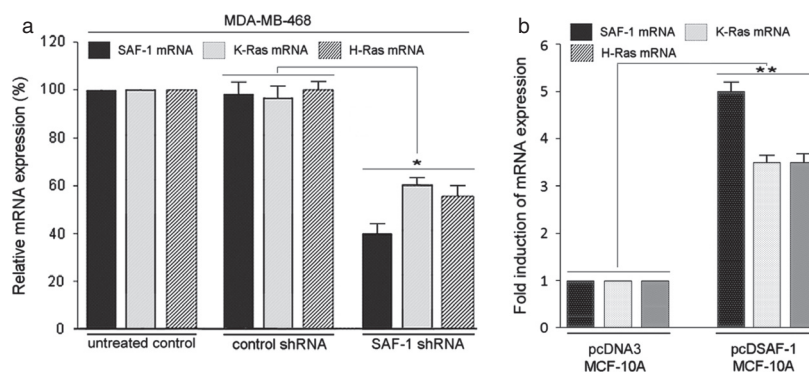 a
MDA-MB-468
SAF-1 mRNA K-Ras mRNA H-Ras mRNA
Relative mRNA expression (%)
120
100
80
60
40
20
0
*
untreated control control shRNA SAF-1 shRNA
b
SAF-1 mRNA K-Ras mRNA
H-Ras mRNA
Fold induction of mRNA expression
6
5
4
3
2
1
0
**
pcDNA3 pcDSAF-1
MCF-10A MCF-10A